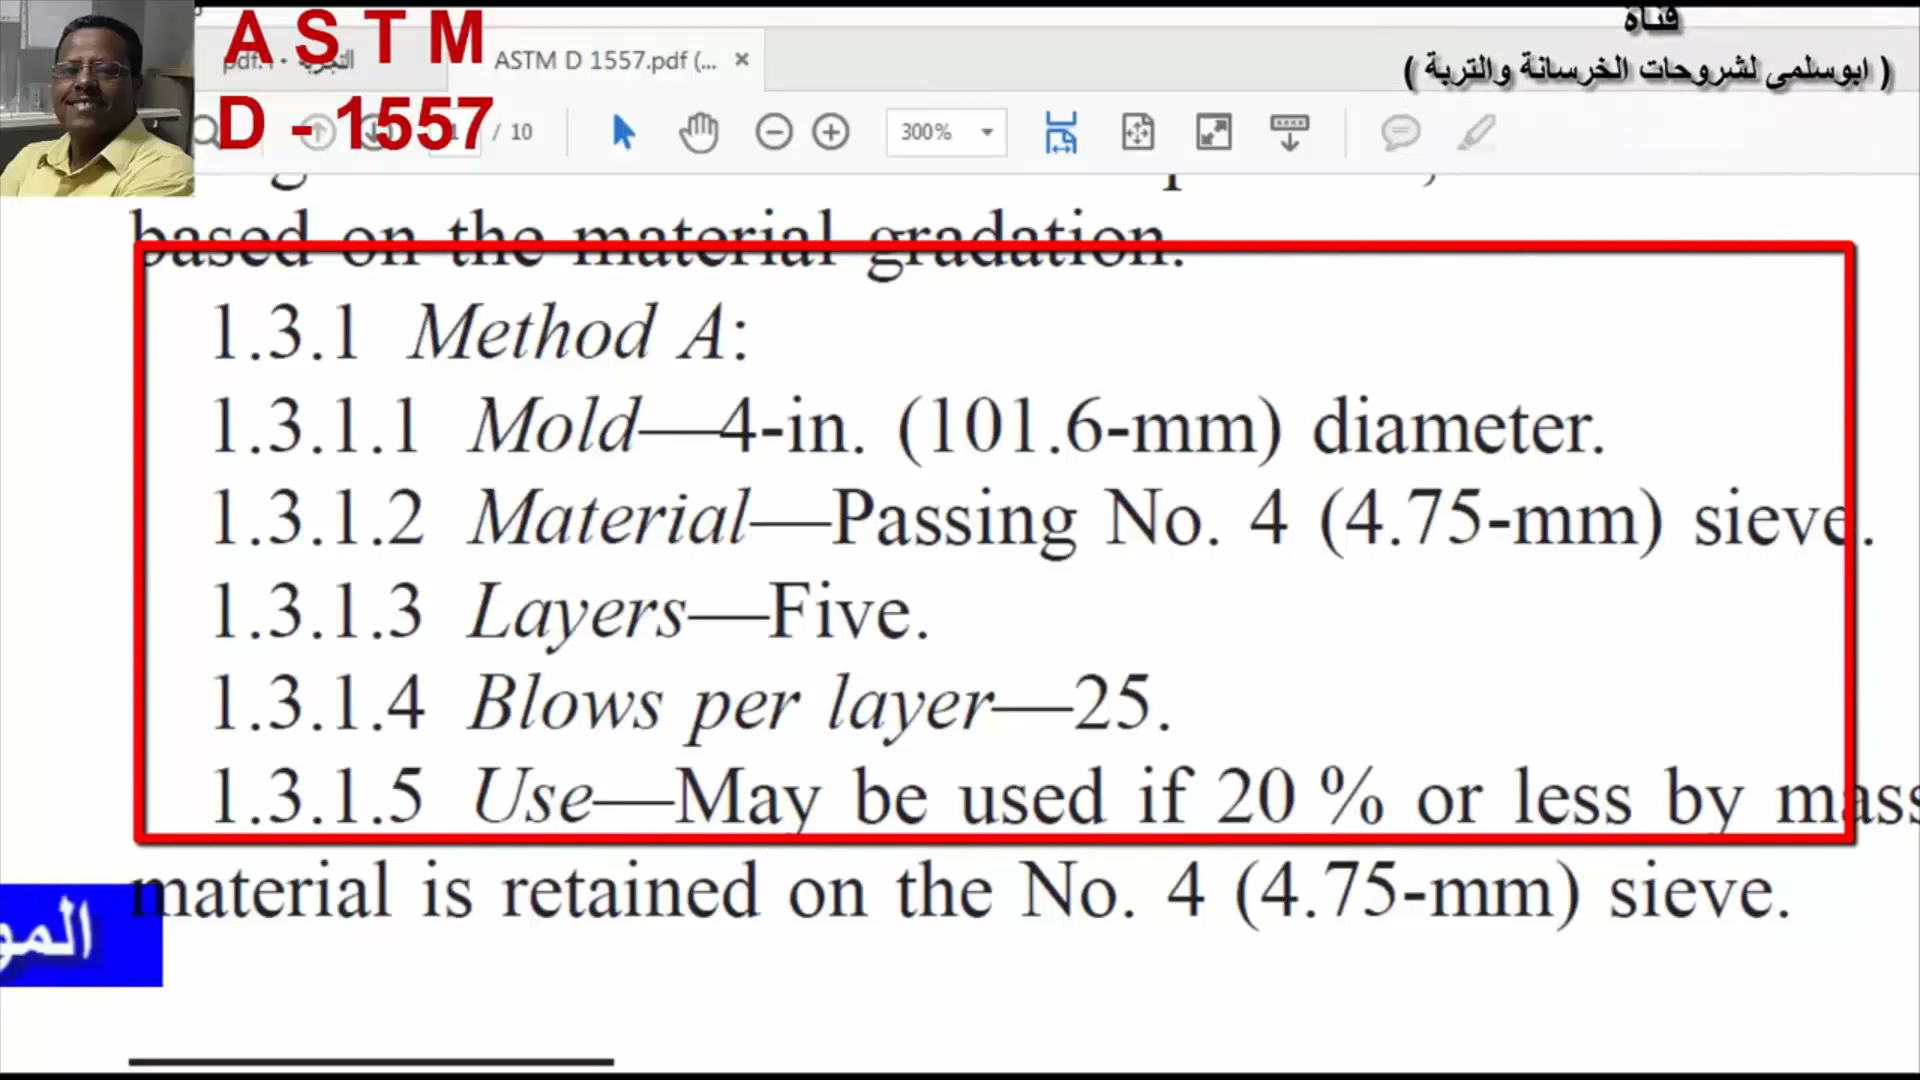 A S T M
D - 1557
قناة
( ابوسلمى لشروحات الخرسانة والتربة )
التجربة ٠١.pdf
ASTM D 1557.pdf (... ×
1 / 10
300%
based on the material gradation.
1.3.1 Method A:
1.3.1.1 Mold—4-in. (101.6-mm) diameter.
1.3.1.2 Material—Passing No. 4 (4.75-mm) sieve.
1.3.1.3 Layers—Five.
1.3.1.4 Blows per layer—25.
1.3.1.5 Use—May be used if 20 % or less by mass
material is retained on the No. 4 (4.75-mm) sieve.